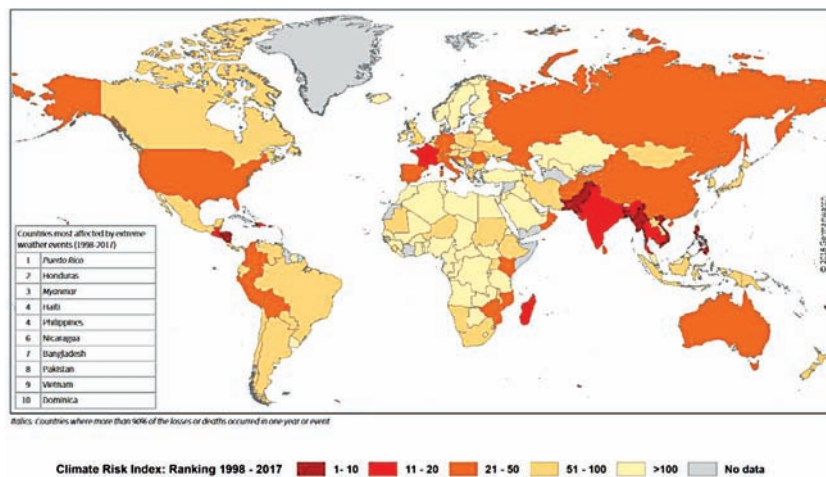 Countries most affected by extreme
weather events (1998-2017)
1 Puerto Rico
2 Honduras
3 Myanmar
4 Haiti
4 Philippines
6 Nicaragua
7 Bangladesh
8 Pakistan
9 Vietnam
10 Dominica
© 2018 Germanwatch
Italics: Countries where more than 90% of the losses or deaths occurred in one year or event
Climate Risk Index: Ranking 1998 - 2017 1- 10 11 - 20 21 - 50 51 - 100 >100 No data